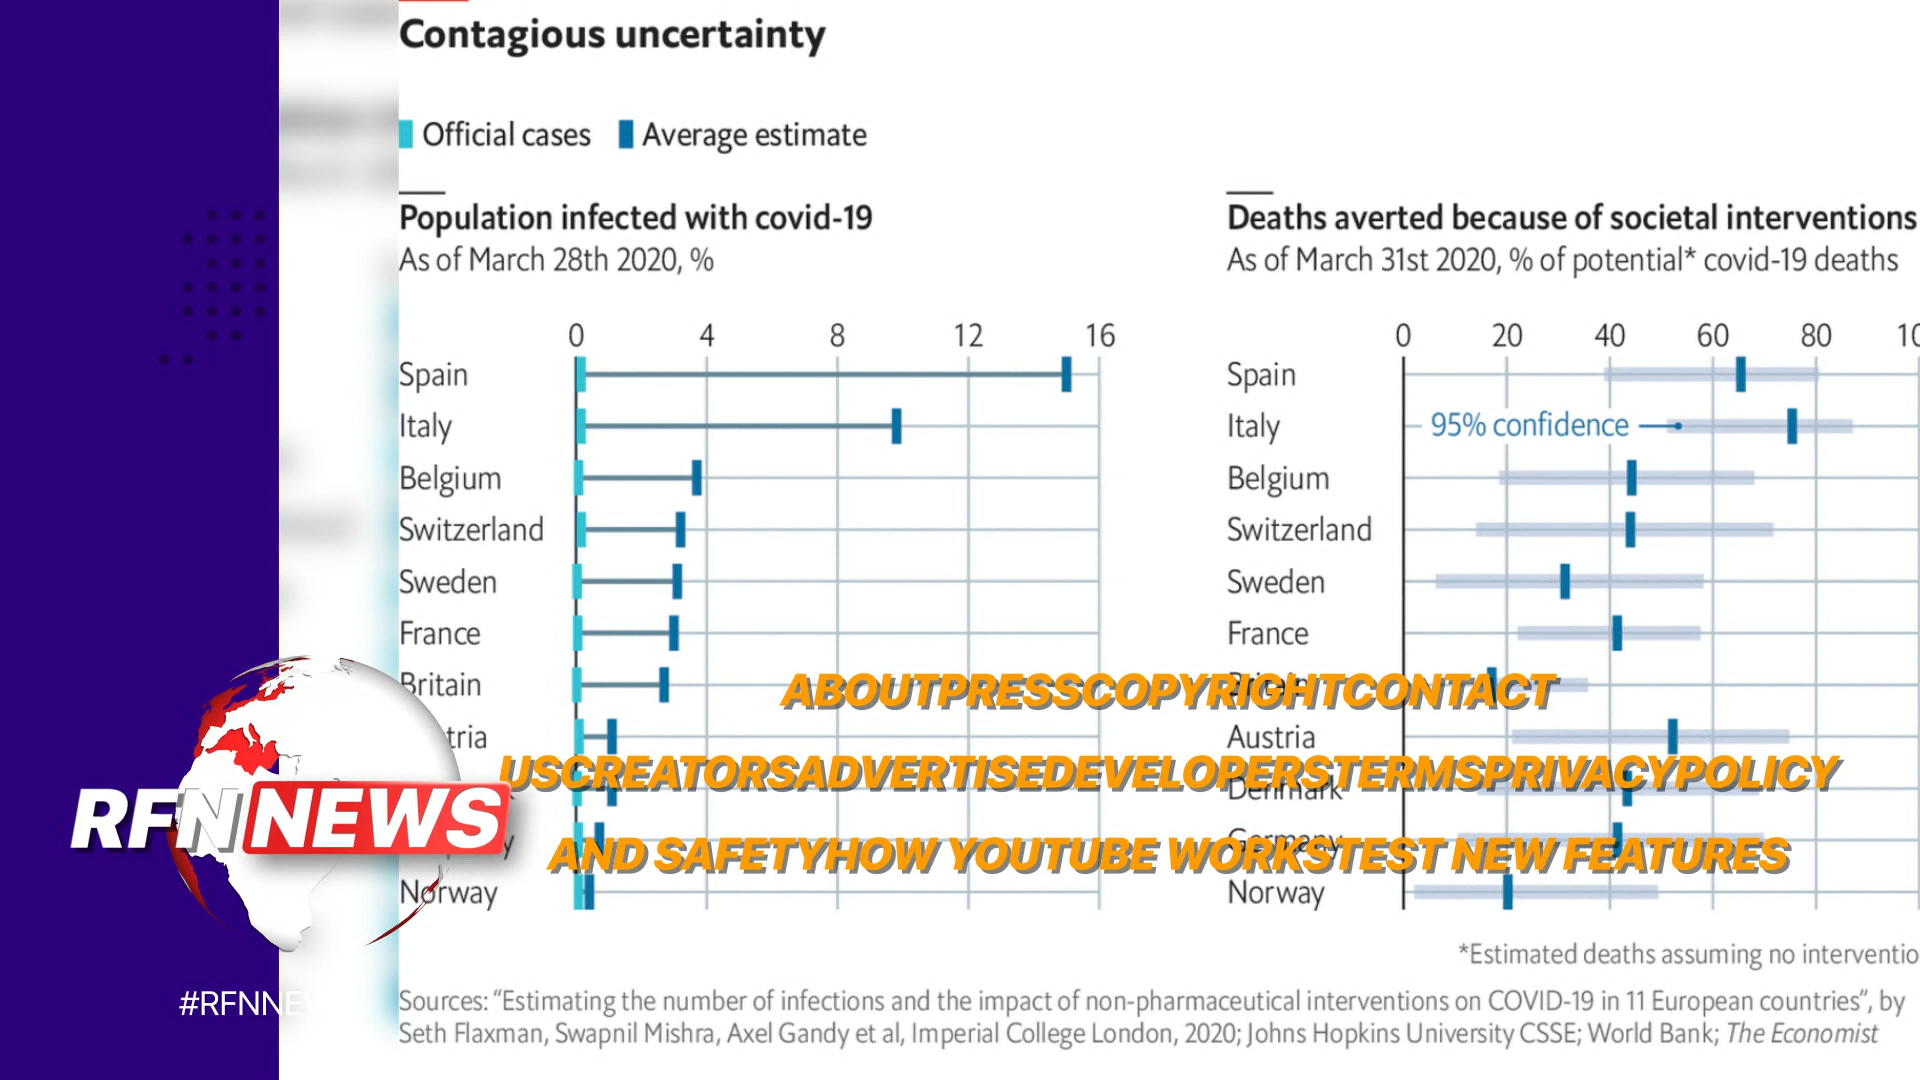 Contagious uncertainty
Official cases Average estimate
Population infected with covid-19
As of March 28th 2020, %
0 4 8 12 16
Spain
Italy
Belgium
Switzerland
Sweden
France
Britain
Norway
Deaths averted because of societal interventions
As of March 31st 2020, % of potential* covid-19 deaths
0 20 40 60 80
Spain
Italy
95% confidence
Belgium
Switzerland
Sweden
France
Britain
Austria
Denmark
Germany
Norway
ABOUTPRESSCOPYRIGHTCONTACT
USCREATORSADVERTISEDEVELOPERSTERMSPRIVACYPOLICY
AND SAFETYHOW YOUTUBE WORKSTEST NEW FEATURES
RFN NEWS
#RFNNEW
*Estimated deaths assuming no interventio
Sources: “Estimating the number of infections and the impact of non-pharmaceutical interventions on COVID-19 in 11 European countries”, by
Seth Flaxman, Swapnil Mishra, Axel Gandy et al, Imperial College London, 2020; Johns Hopkins University CSSE; World Bank; The Economist